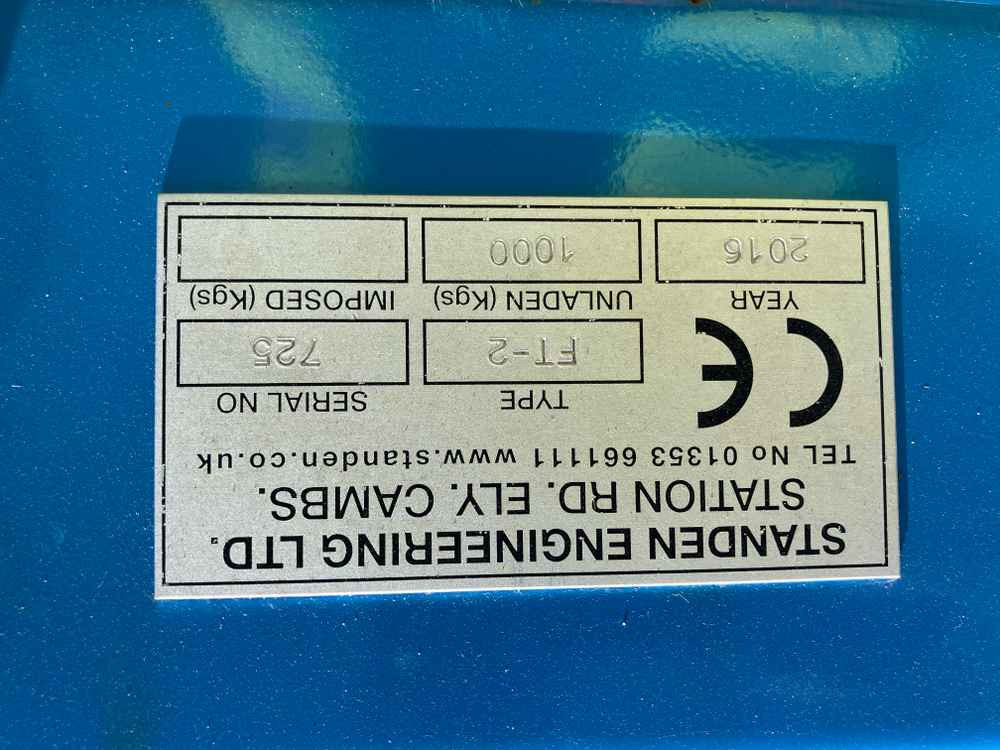 STANDEN ENGINEERING LTD.
STATION RD. ELY. CAMBS.
TEL No 01353 661111 www.standen.co.uk
CE
TYPE
SERIAL NO
FT-2
725
YEAR
UNLADEN (Kgs)
IMPOSED (Kgs)
2016
1000